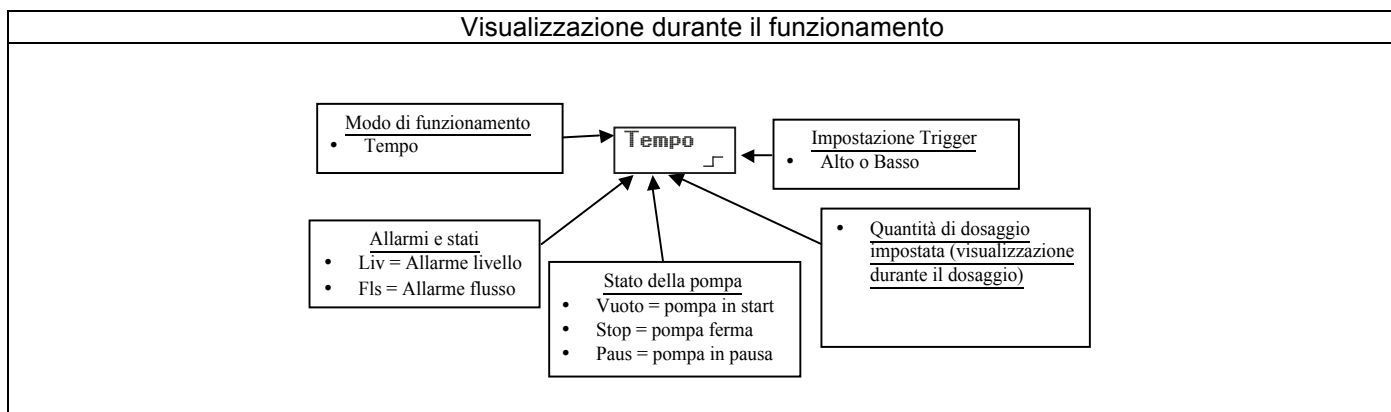 Visualizzazione durante il funzionamento
Modo di funzionamento
• Tempo
Tempo
Impostazione Trigger
• Alto o Basso
Allarmi e stati
• Liv = Allarme livello
• Fls = Allarme flusso
Stato della pompa
• Vuoto = pompa in start
• Stop = pompa ferma
• Paus = pompa in pausa
• Quantità di dosaggio
impostata (visualizzazione
durante il dosaggio)